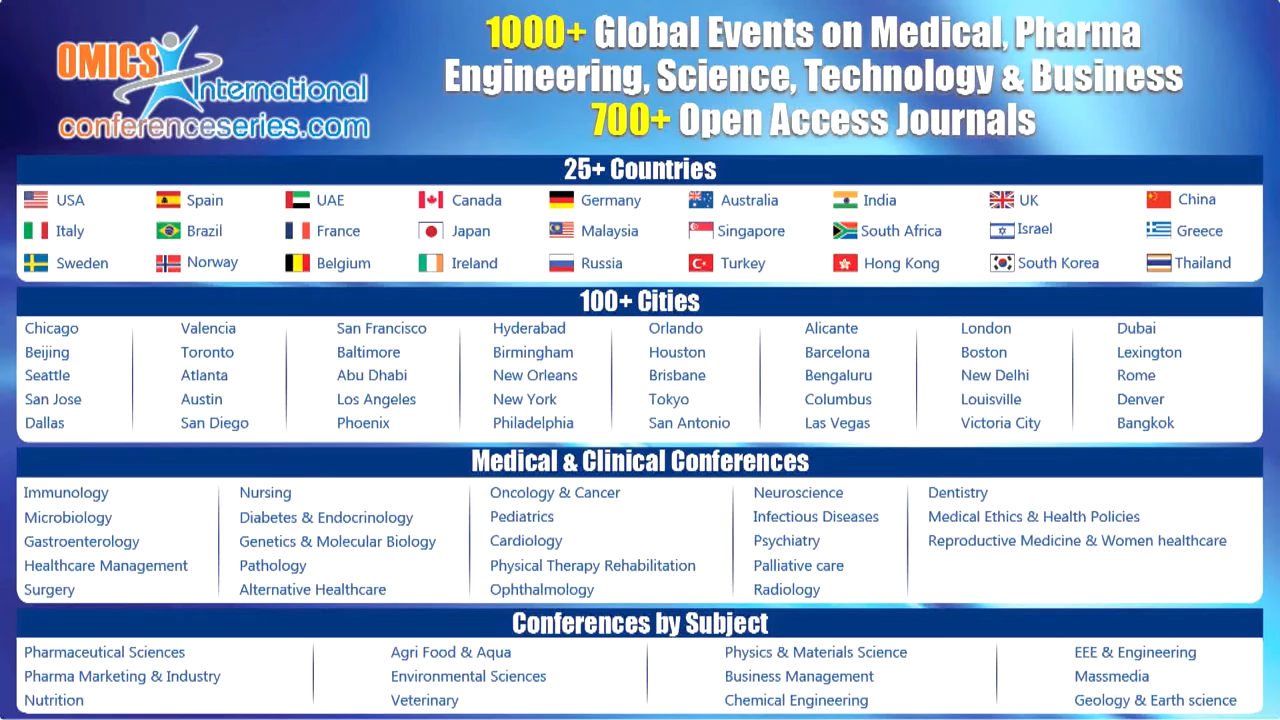 OMICS International
conferenceseries.com
1000+ Global Events on Medical, Pharma
Engineering, Science, Technology & Business
700+ Open Access Journals
25+ Countries
USA Spain UAE Canada Germany Australia India UK China
Italy Brazil France Japan Malaysia Singapore South Africa Israel Greece
Sweden Norway Belgium Ireland Russia Turkey Hong Kong South Korea Thailand
100+ Cities
Chicago Valencia San Francisco Hyderabad Orlando Alicante London Dubai
Beijing Toronto Baltimore Birmingham Houston Barcelona Boston Lexington
Seattle Atlanta Abu Dhabi New Orleans Brisbane Bengaluru New Delhi Rome
San Jose Austin Los Angeles New York Tokyo Columbus Louisville Denver
Dallas San Diego Phoenix Philadelphia San Antonio Las Vegas Victoria City Bangkok
Medical & Clinical Conferences
Immunology Nursing Oncology & Cancer Neuroscience Dentistry
Microbiology Diabetes & Endocrinology Pediatrics Infectious Diseases Medical Ethics & Health Policies
Gastroenterology Genetics & Molecular Biology Cardiology Psychiatry Reproductive Medicine & Women healthcare
Healthcare Management Pathology Physical Therapy Rehabilitation Palliative care
Surgery Alternative Healthcare Ophthalmology Radiology
Conferences by Subject
Pharmaceutical Sciences Agri Food & Aqua Physics & Materials Science EEE & Engineering
Pharma Marketing & Industry Environmental Sciences Business Management Massmedia
Nutrition Veterinary Chemical Engineering Geology & Earth science